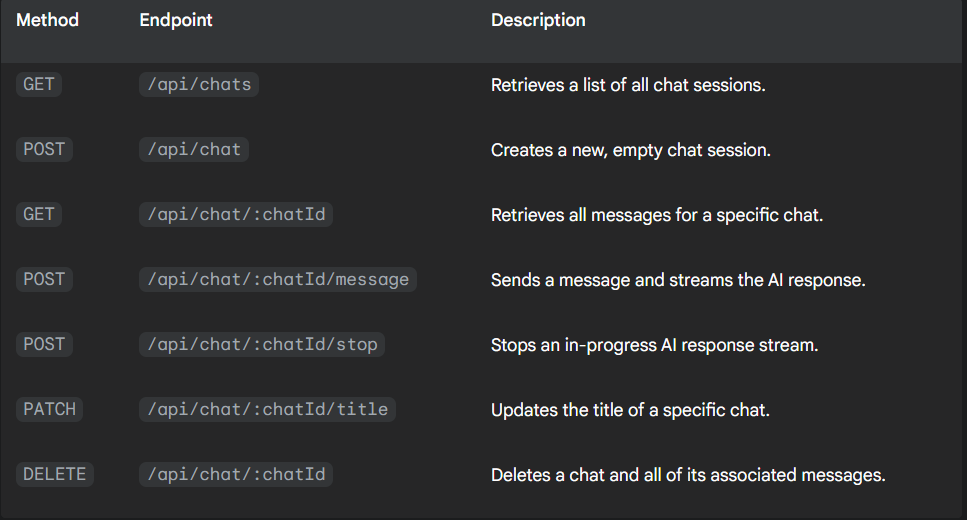 Method Endpoint Description
GET /api/chats Retrieves a list of all chat sessions.
POST /api/chat Creates a new, empty chat session.
GET /api/chat/:chatId Retrieves all messages for a specific chat.
POST /api/chat/:chatId/message Sends a message and streams the AI response.
POST /api/chat/:chatId/stop Stops an in-progress AI response stream.
PATCH /api/chat/:chatId/title Updates the title of a specific chat.
DELETE /api/chat/:chatId Deletes a chat and all of its associated messages.